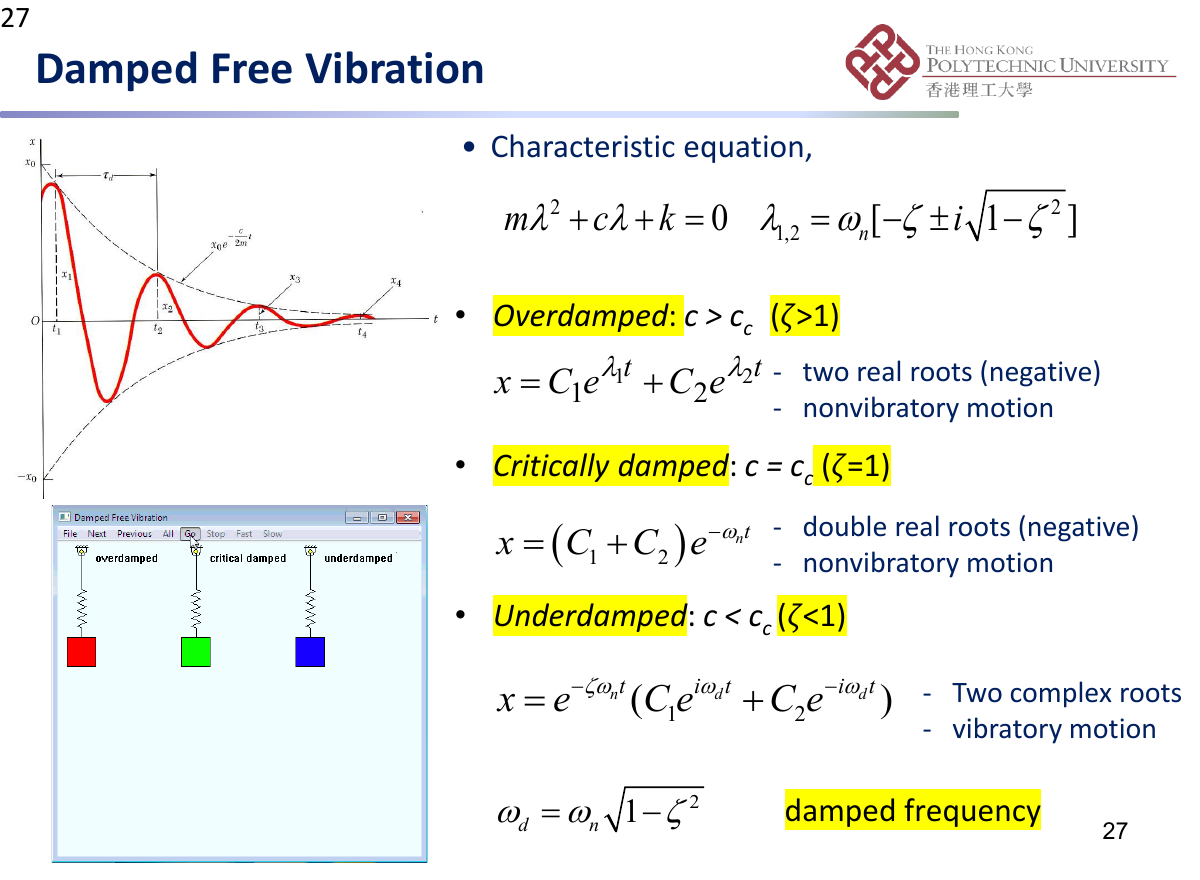 27
Damped Free Vibration
THE HONG KONG
POLYTECHNIC UNIVERSITY
香港理工大學
• Characteristic equation,
mλ² + cλ + k = 0   λ₁,₂ = ωₙ[−ζ ± i√(1−ζ²)]
x
x₀
τ_d
x₀e^(−(c/2m)t)
x₁
x₂
x₃
x₄
O
t₁
t₂
t₃
t₄
t
−x₀
• Overdamped: c > c_c (ζ>1)
x = C₁e^(λ₁t) + C₂e^(λ₂t)
- two real roots (negative)
- nonvibratory motion
• Critically damped: c = c_c (ζ=1)
x = (C₁ + C₂)e^(−ωₙt)
- double real roots (negative)
- nonvibratory motion
• Underdamped: c < c_c (ζ<1)
x = e^(−ζωₙt)(C₁e^(iω_d t) + C₂e^(−iω_d t))
- Two complex roots
- vibratory motion
ω_d = ωₙ√(1−ζ²)
damped frequency
Damped Free Vibration
File Next Previous All Go Stop Fast Slow
overdamped critical damped underdamped
27